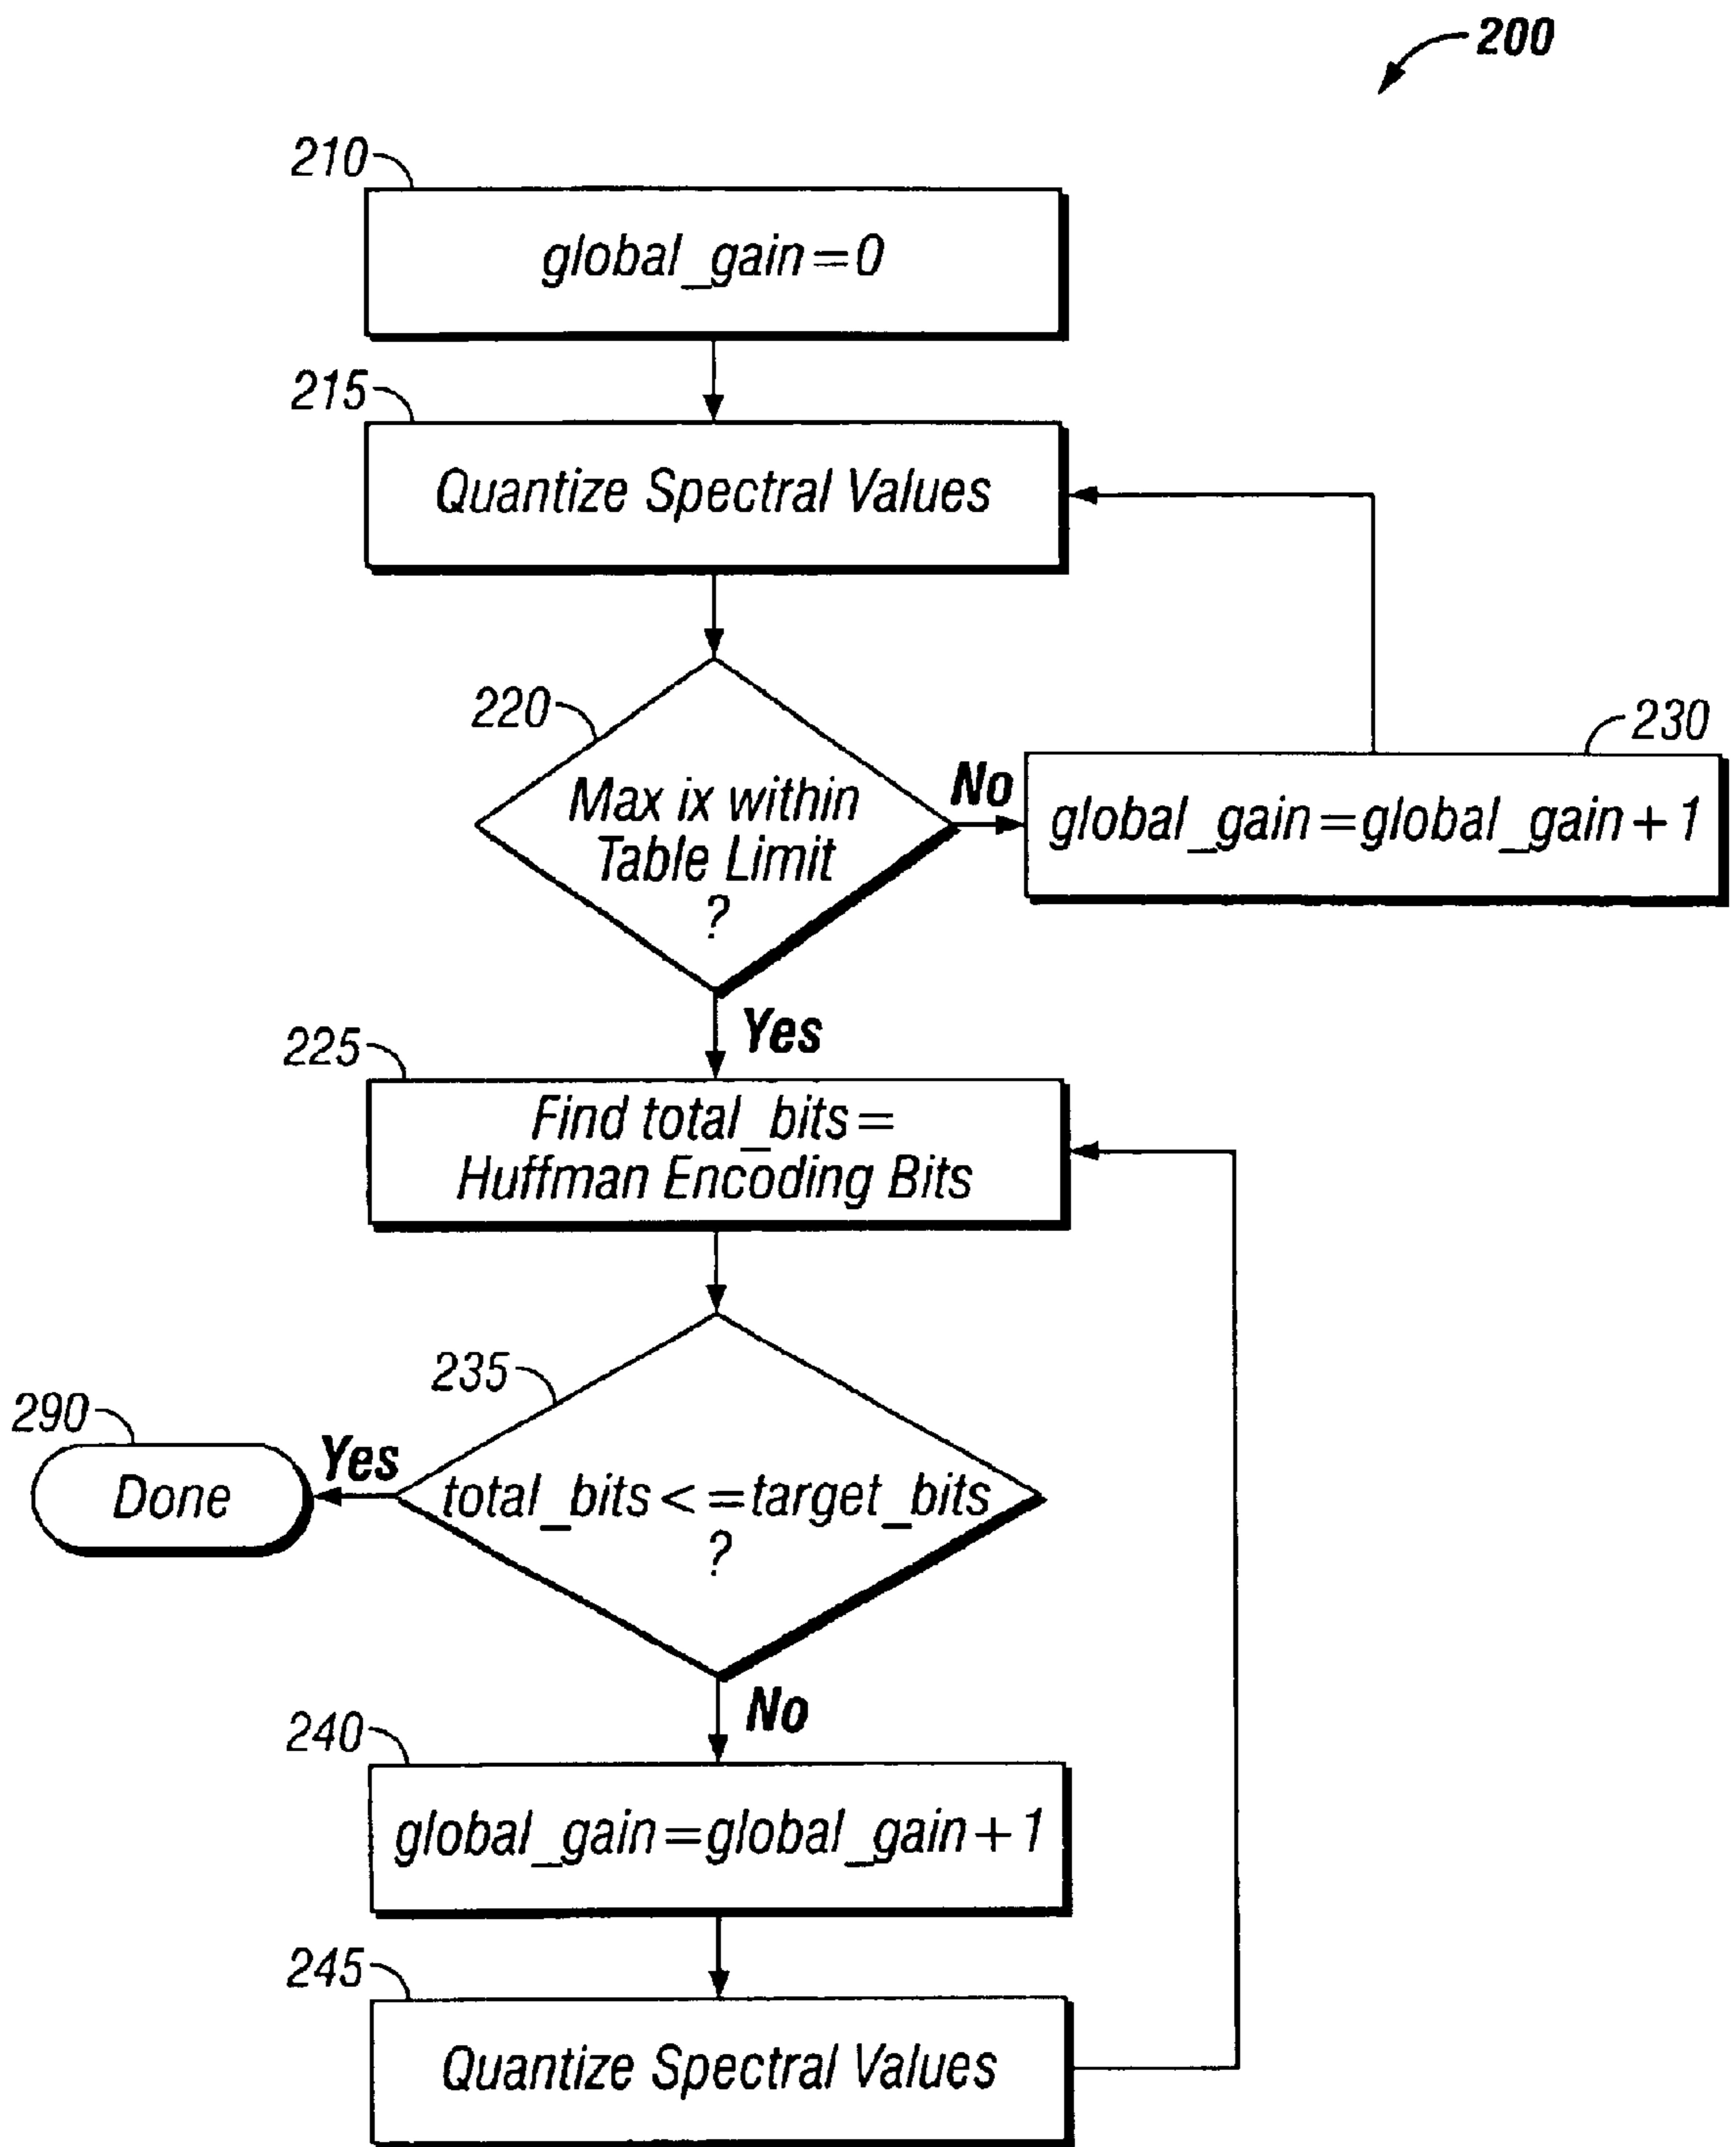 200
210
global_gain=0
215
Quantize Spectral Values
220
Max ix within
Table Limit
?
No
230
global_gain=global_gain+1
Yes
225
Find total_bits=
Huffman Encoding Bits
235
290
Done
Yes
total_bits<=target_bits
?
No
240
global_gain=global_gain+1
245
Quantize Spectral Values